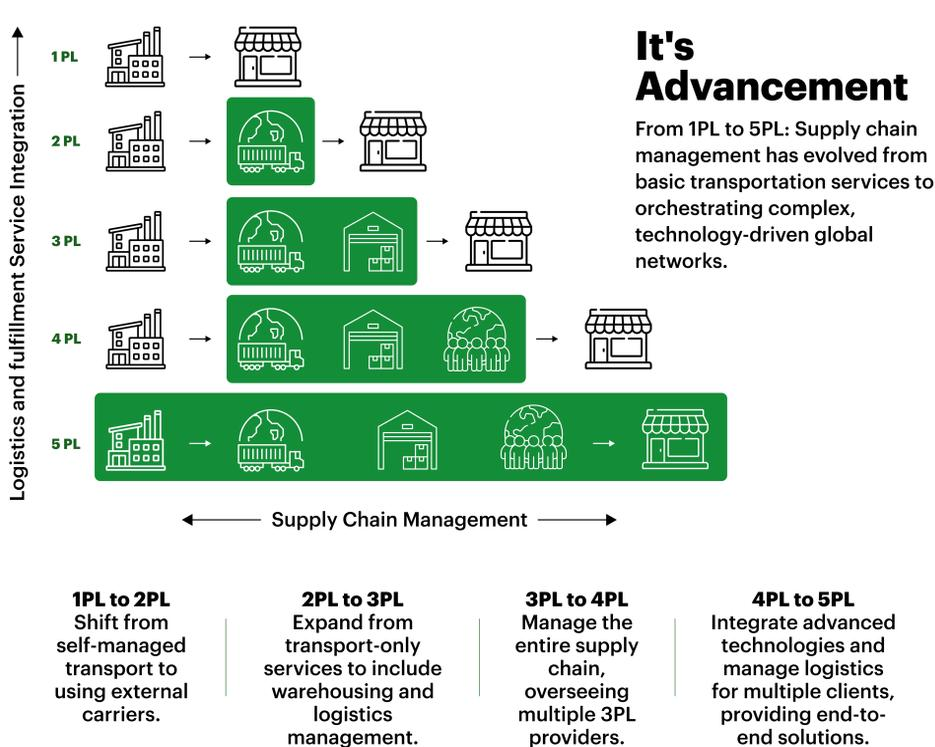 Logistics and fulfillment Service Integration
1 PL
2 PL
3 PL
4 PL
5 PL
It's
Advancement
From 1PL to 5PL: Supply chain
management has evolved from
basic transportation services to
orchestrating complex,
technology-driven global
networks.
Supply Chain Management
1PL to 2PL
Shift from
self-managed
transport to
using external
carriers.
2PL to 3PL
Expand from
transport-only
services to include
warehousing and
logistics
management.
3PL to 4PL
Manage the
entire supply
chain,
overseeing
multiple 3PL
providers.
4PL to 5PL
Integrate advanced
technologies and
manage logistics
for multiple clients,
providing end-to-
end solutions.